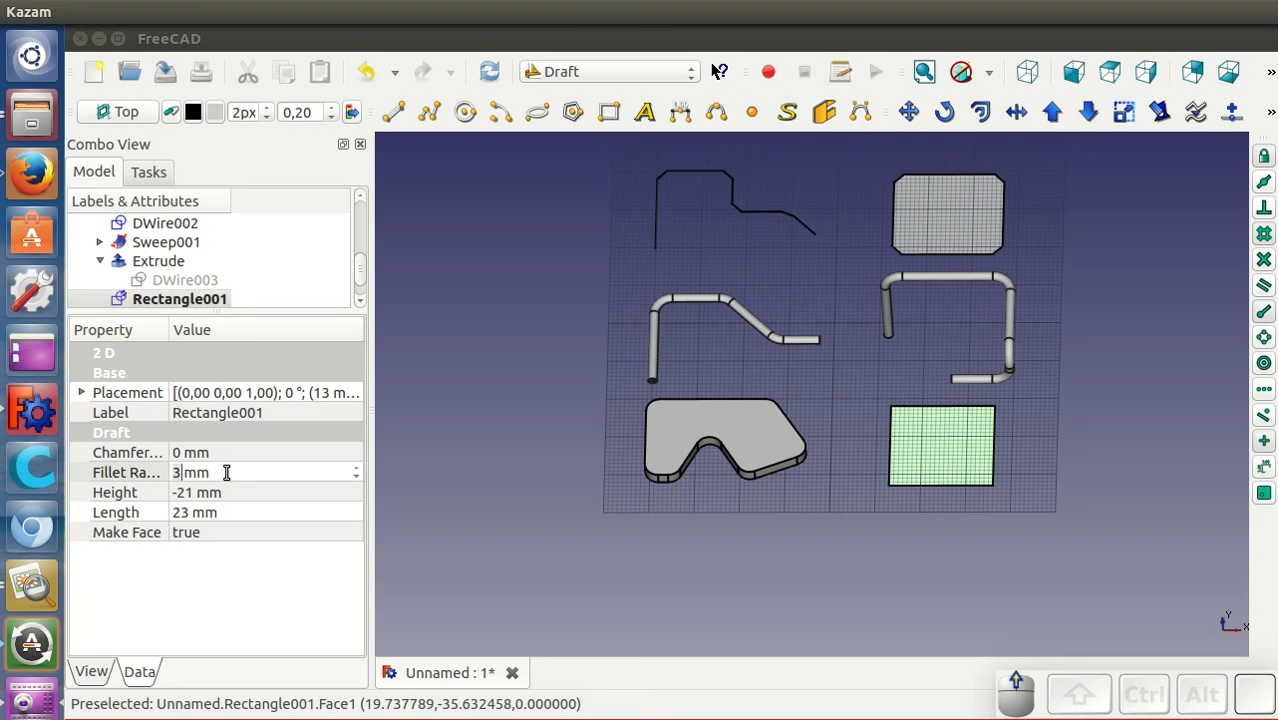 Kazam
FreeCAD
Draft
Top
2px
0,20
Combo View
Model
Tasks
Labels & Attributes
DWire002
Sweep001
Extrude
DWire003
Rectangle001
Property
Value
2 D
Base
Placement
[(0,00 0,00 1,00); 0 °; (13 m...
Label
Rectangle001
Draft
Chamfer...
0 mm
Fillet Ra...
3 mm
Height
-21 mm
Length
23 mm
Make Face
true
View
Data
Unnamed : 1*
Y
X
Ctrl
Alt
Preselected: Unnamed.Rectangle001.Face1 (19.737789,-35.632458,0.000000)